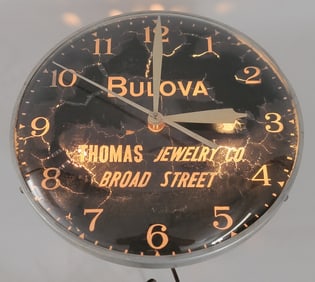 11 12 1
10 2
BULOVA
9 3
THOMAS JEWELRY CO.
8 BROAD STREET 4
7 5
6